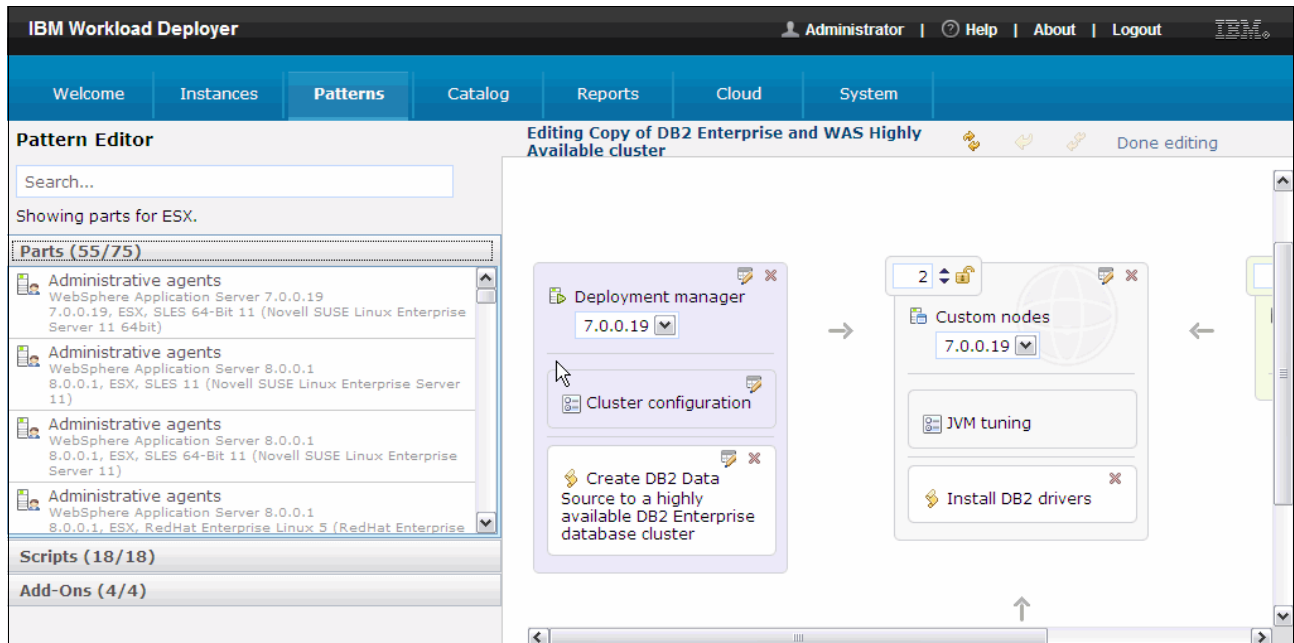 IBM Workload Deployer
Administrator | Help | About | Logout
IBM®
Welcome Instances Patterns Catalog Reports Cloud System
Pattern Editor
Search...
Showing parts for ESX.
Parts (55/75)
Administrative agents
WebSphere Application Server 7.0.0.19
7.0.0.19, ESX, SLES 64-Bit 11 (Novell SUSE Linux Enterprise
Server 11 64bit)
Administrative agents
WebSphere Application Server 8.0.0.1
8.0.0.1, ESX, SLES 11 (Novell SUSE Linux Enterprise Server
11)
Administrative agents
WebSphere Application Server 8.0.0.1
8.0.0.1, ESX, SLES 64-Bit 11 (Novell SUSE Linux Enterprise
Server 11)
Administrative agents
WebSphere Application Server 8.0.0.1
8.0.0.1, ESX, RedHat Enterprise Linux 5 (RedHat Enterprise
Scripts (18/18)
Add-Ons (4/4)
Editing Copy of DB2 Enterprise and WAS Highly
Available cluster
Done editing
Deployment manager
7.0.0.19
Cluster configuration
Create DB2 Data
Source to a highly
available DB2 Enterprise
database cluster
2
Custom nodes
7.0.0.19
JVM tuning
Install DB2 drivers